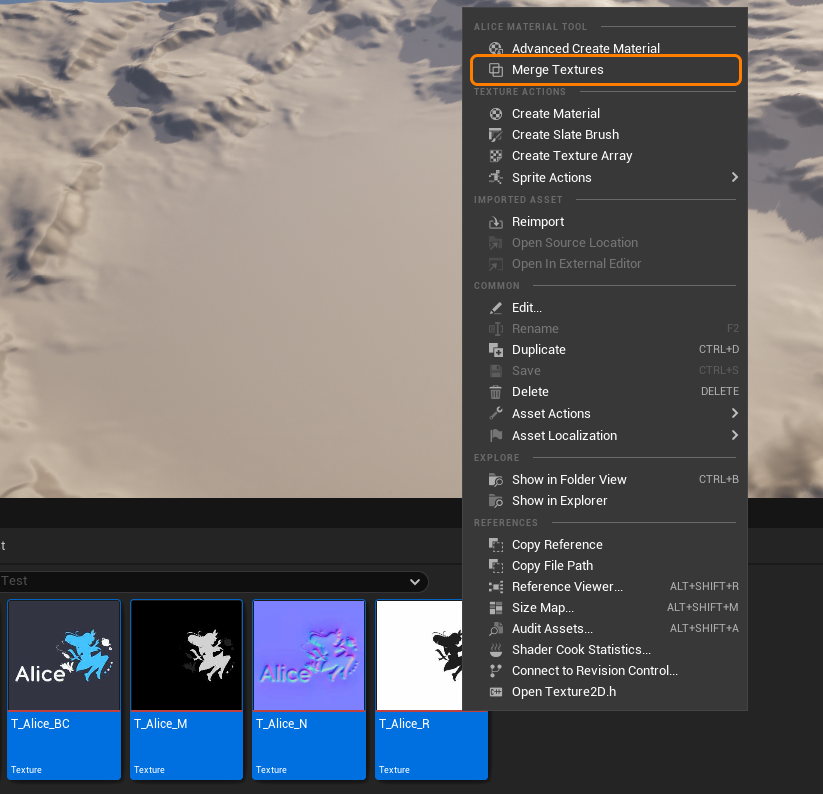 ALICE MATERIAL TOOL
Advanced Create Material
Merge Textures
TEXTURE ACTIONS
Create Material
Create Slate Brush
Create Texture Array
Sprite Actions
IMPORTED ASSET
Reimport
Open Source Location
Open In External Editor
COMMON
Edit...
Rename F2
Duplicate CTRL+D
Save CTRL+S
Delete DELETE
Asset Actions
Asset Localization
EXPLORE
Show in Folder View CTRL+B
Show in Explorer
REFERENCES
Copy Reference
Copy File Path
Reference Viewer... ALT+SHIFT+R
Size Map... ALT+SHIFT+M
Audit Assets... ALT+SHIFT+A
Shader Cook Statistics...
Connect to Revision Control...
Open Texture2D.h
t
Test
Alice
Alice
T_Alice_BC
T_Alice_M
T_Alice_N
T_Alice_R
Texture
Texture
Texture
Texture